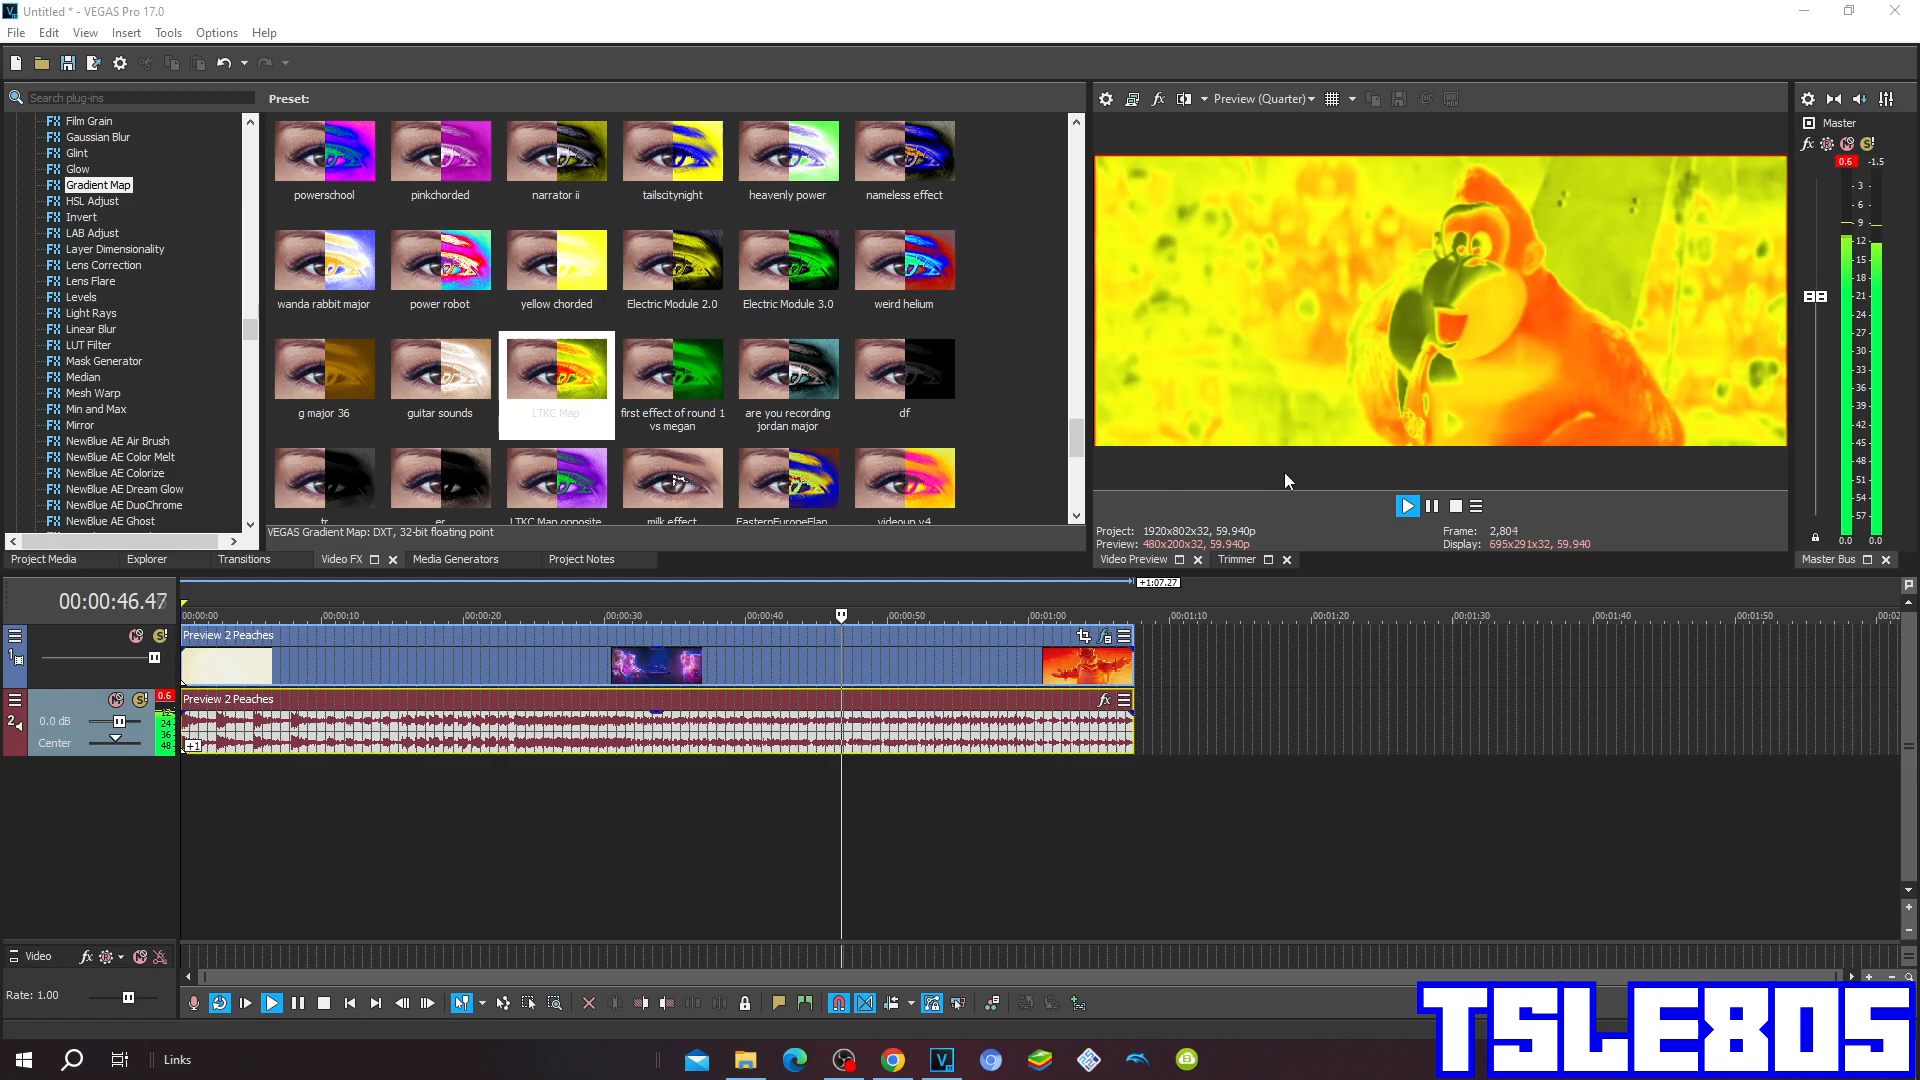 Untitled * - VEGAS Pro 17.0
File Edit View Insert Tools Options Help
Search plug-ins
Preset:
Film Grain
Gaussian Blur
Glint
Glow
Gradient Map
HSL Adjust
Invert
LAB Adjust
Layer Dimensionality
Lens Correction
Lens Flare
Levels
Light Rays
Linear Blur
LUT Filter
Mask Generator
Median
Mesh Warp
Min and Max
Mirror
NewBlue AE Air Brush
NewBlue AE Color Melt
NewBlue AE Colorize
NewBlue AE Dream Glow
NewBlue AE DuoChrome
NewBlue AE Ghost
powerschool pinkchorded narrator ii tailscitynight heavenly power nameless effect
wanda rabbit major power robot yellow chorded Electric Module 2.0 Electric Module 3.0 weird helium
g major 36 guitar sounds LTKC Map first effect of round 1 vs megan are you recording jordan major df
tr er LTKC Map opposite milk effect EasternEuropeFlan videoup v4
VEGAS Gradient Map: DXT, 32-bit floating point
Project Media Explorer Transitions Video FX Media Generators Project Notes
Preview (Quarter)
Project: 1920x802x32, 59.940p
Preview: 480x200x32, 59.940p
Frame: 2,804
Display: 695x291x32, 59.940
Video Preview Trimmer
Master
fx
0.6 -1.5
3
6
9
12
15
18
21
24
27
30
33
36
39
42
45
48
51
54
57
0.0 0.0
Master Bus
00:00:46.47
+1:07.27
00:00:00 00:00:10 00:00:20 00:00:30 00:00:40 00:00:50 00:01:00 00:01:10 00:01:20 00:01:30 00:01:40 00:01:50 00:02
1
Preview 2 Peaches
2
0.0 dB
Center
0.6
12
24
36
48
Preview 2 Peaches
fx
+1
Video fx
Rate: 1.00
TSLE805
Links